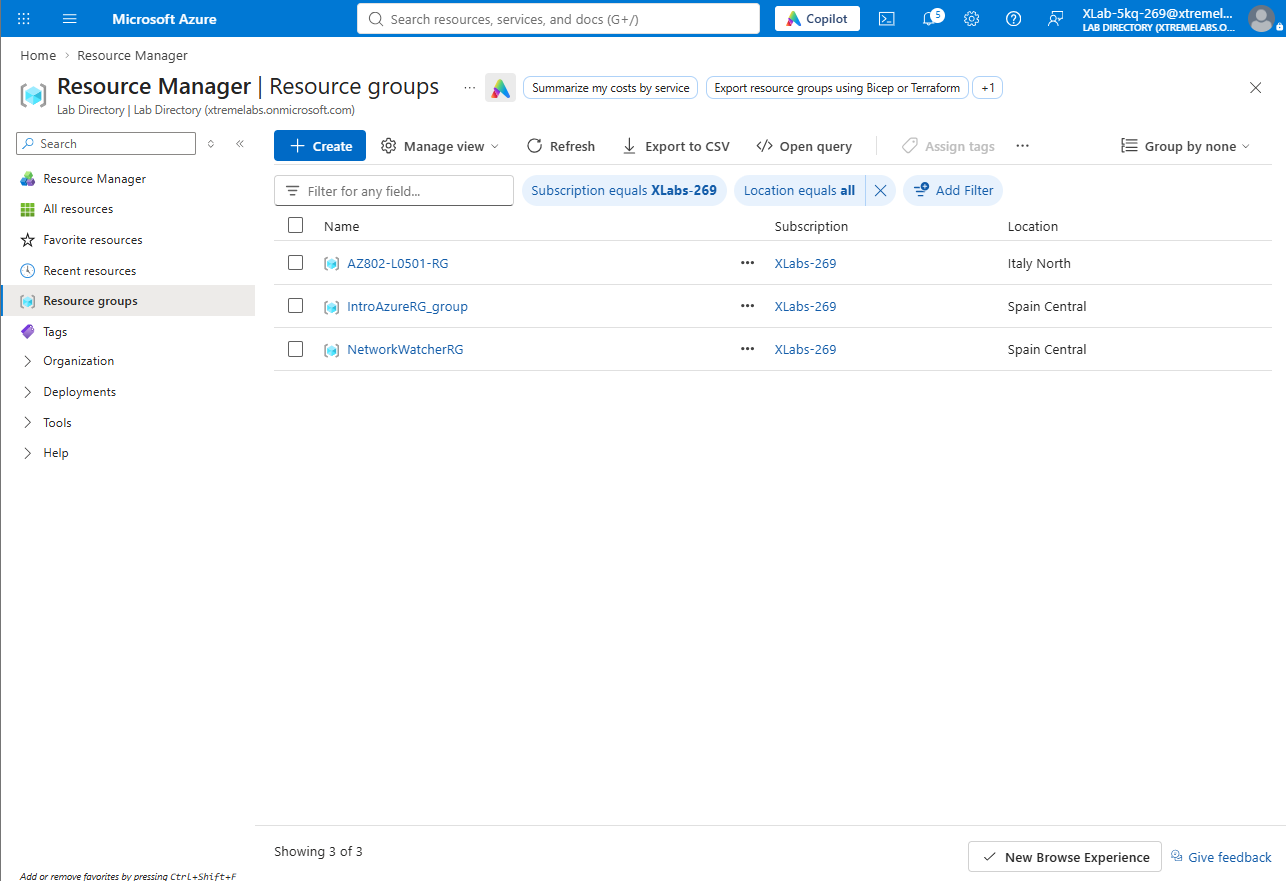 Microsoft Azure
Search resources, services, and docs (G+/)
Copilot
5
XLab-5kq-269@xtremel...
LAB DIRECTORY (XTREMELABS.O...
Home > Resource Manager
Resource Manager | Resource groups
...
Summarize my costs by service
Export resource groups using Bicep or Terraform
+1
Lab Directory | Lab Directory (xtremelabs.onmicrosoft.com)
Search
Resource Manager
All resources
Favorite resources
Recent resources
Resource groups
Tags
Organization
Deployments
Tools
Help
Add or remove favorites by pressing Ctrl+Shift+F
Create
Manage view
Refresh
Export to CSV
Open query
Assign tags
...
Group by none
Filter for any field...
Subscription equals XLabs-269
Location equals all
Add Filter
Name Subscription Location
AZ802-L0501-RG ... XLabs-269 Italy North
IntroAzureRG_group ... XLabs-269 Spain Central
NetworkWatcherRG ... XLabs-269 Spain Central
Showing 3 of 3
New Browse Experience
Give feedback